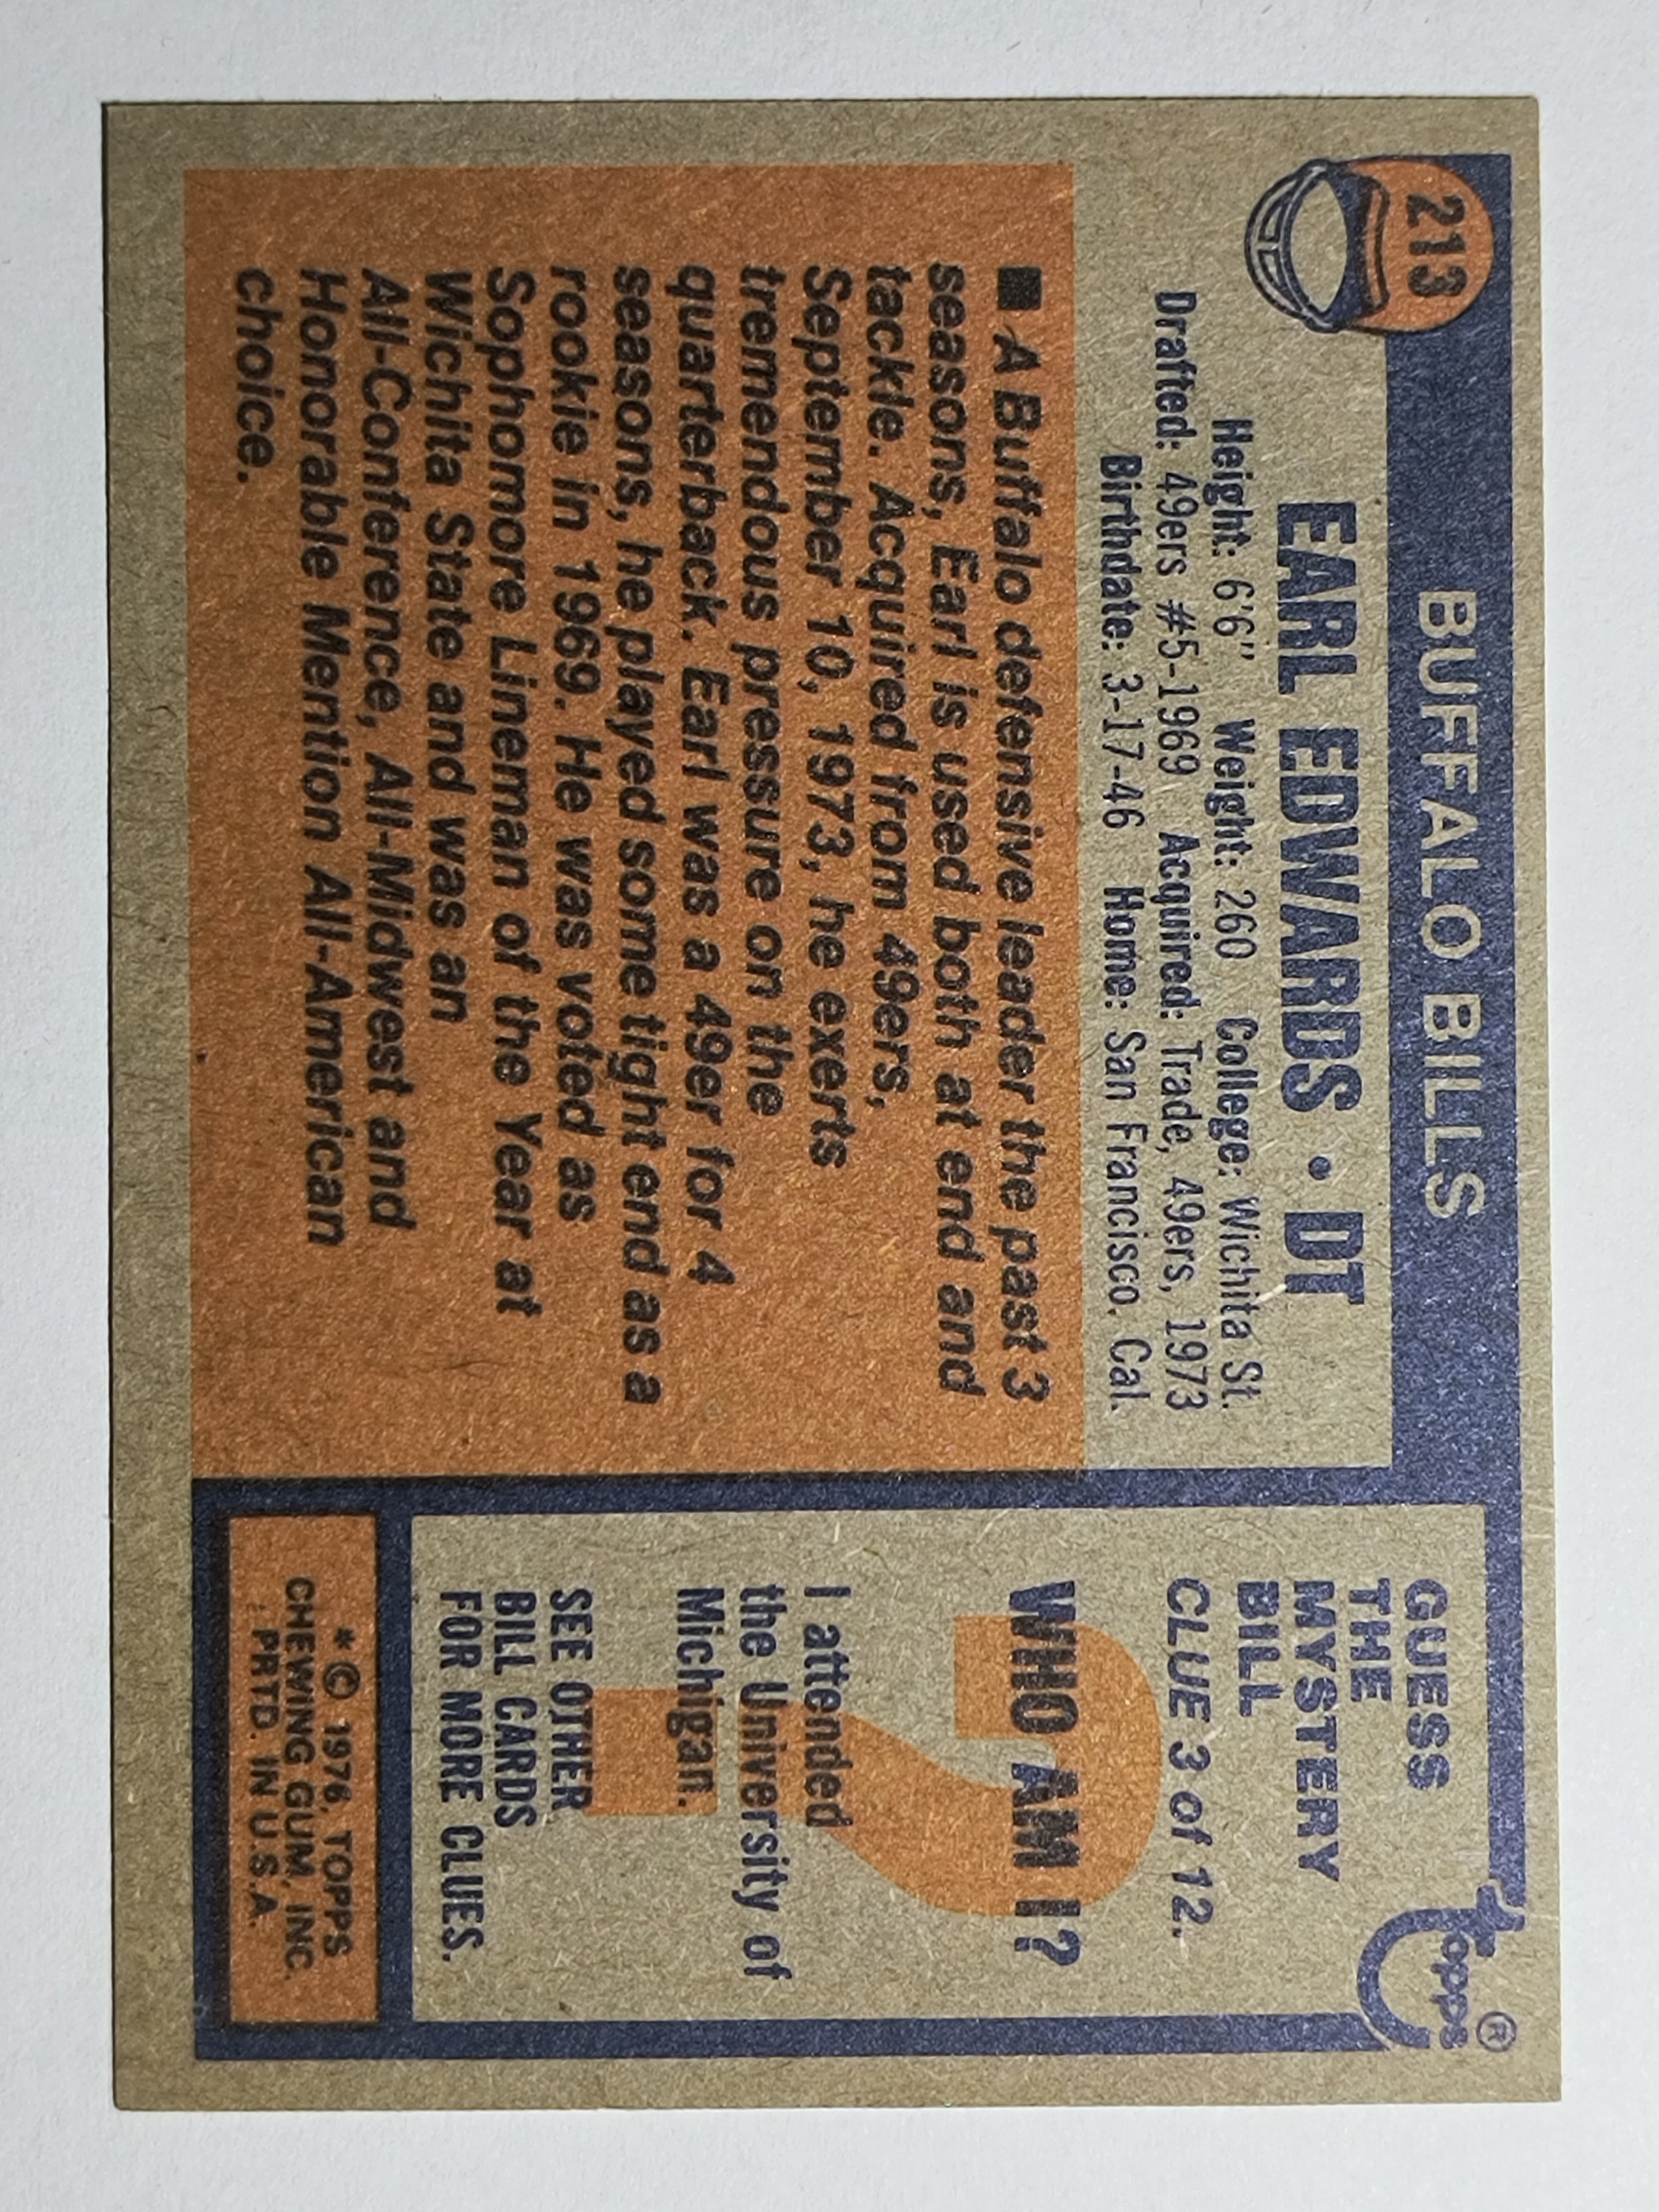 213
BUFFALO BILLS
EARL EDWARDS • DT
Height: 6'6" Weight: 260 College: Wichita St.
Drafted: 49ers #5-1969 Acquired: Trade, 49ers, 1973
Birthdate: 3-17-46 Home: San Francisco, Cal.
■ A Buffalo defensive leader the past 3
seasons, Earl is used both at end and
tackle. Acquired from 49ers,
September 10, 1973, he exerts
tremendous pressure on the
quarterback. Earl was a 49er for 4
seasons, he played some tight end as a
rookie in 1969. He was voted as
Sophomore Lineman of the Year at
Wichita State and was an
All-Conference, All-Midwest and
Honorable Mention All-American
choice.
topps®
GUESS
THE
MYSTERY
BILL
CLUE 3 of 12.
WHO AM I?
I attended
the University of
Michigan.
SEE OTHER
BILL CARDS
FOR MORE CLUES.
* © 1976, TOPPS
CHEWING GUM, INC.
PRTD. IN U.S.A.